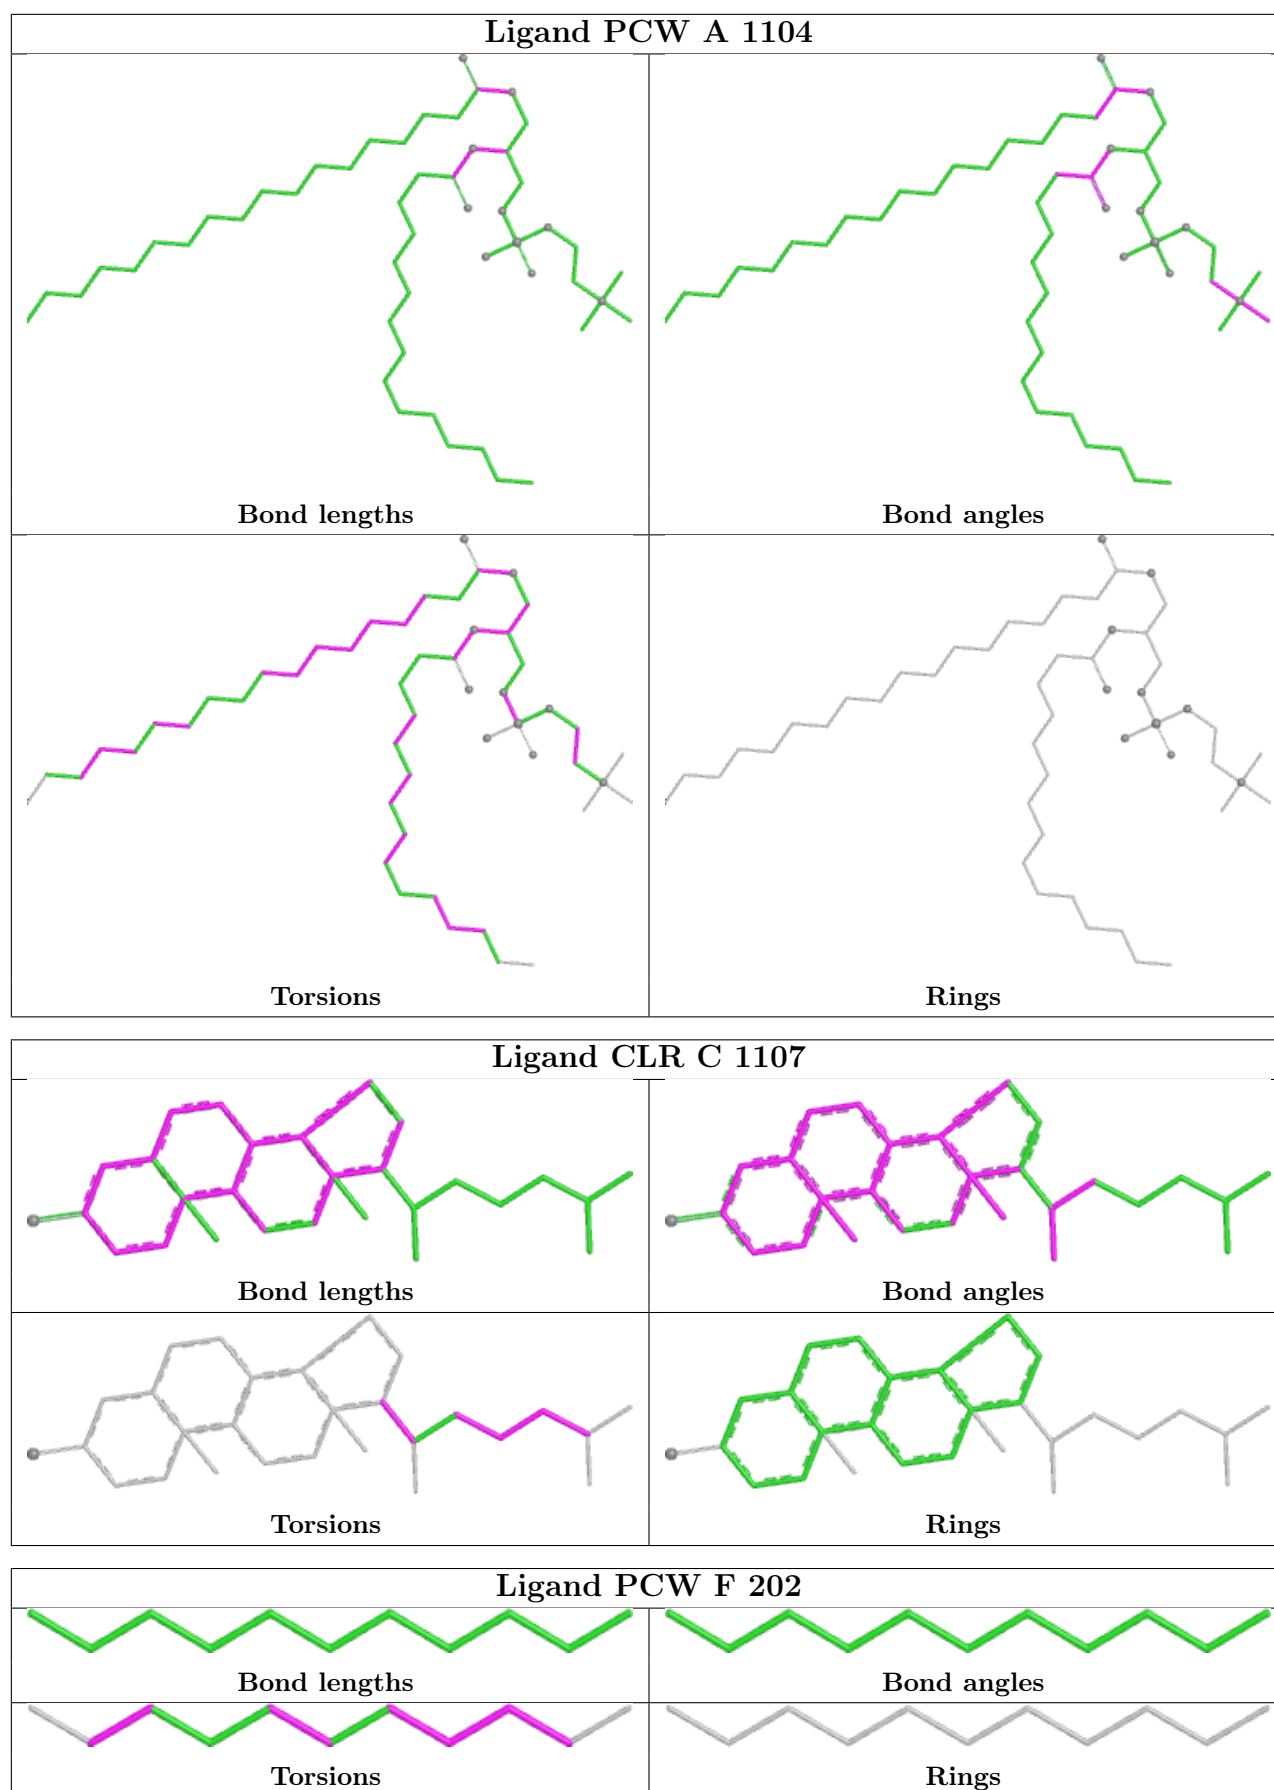 Ligand PCW A 1104
Bond lengths
Bond angles
Torsions
Rings
Ligand CLR C 1107
Bond lengths
Bond angles
Torsions
Rings
Ligand PCW F 202
Bond lengths
Bond angles
Torsions
Rings